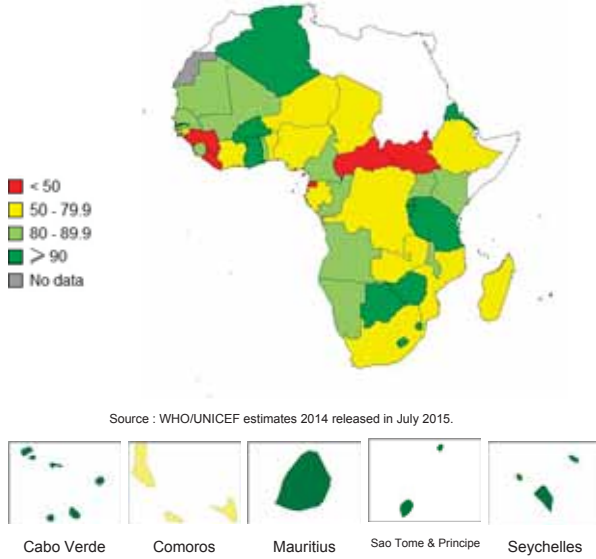 < 50
50 - 79.9
80 - 89.9
⩾ 90
No data
Source : WHO/UNICEF estimates 2014 released in July 2015.
Cabo Verde Comoros Mauritius Sao Tome & Principe Seychelles